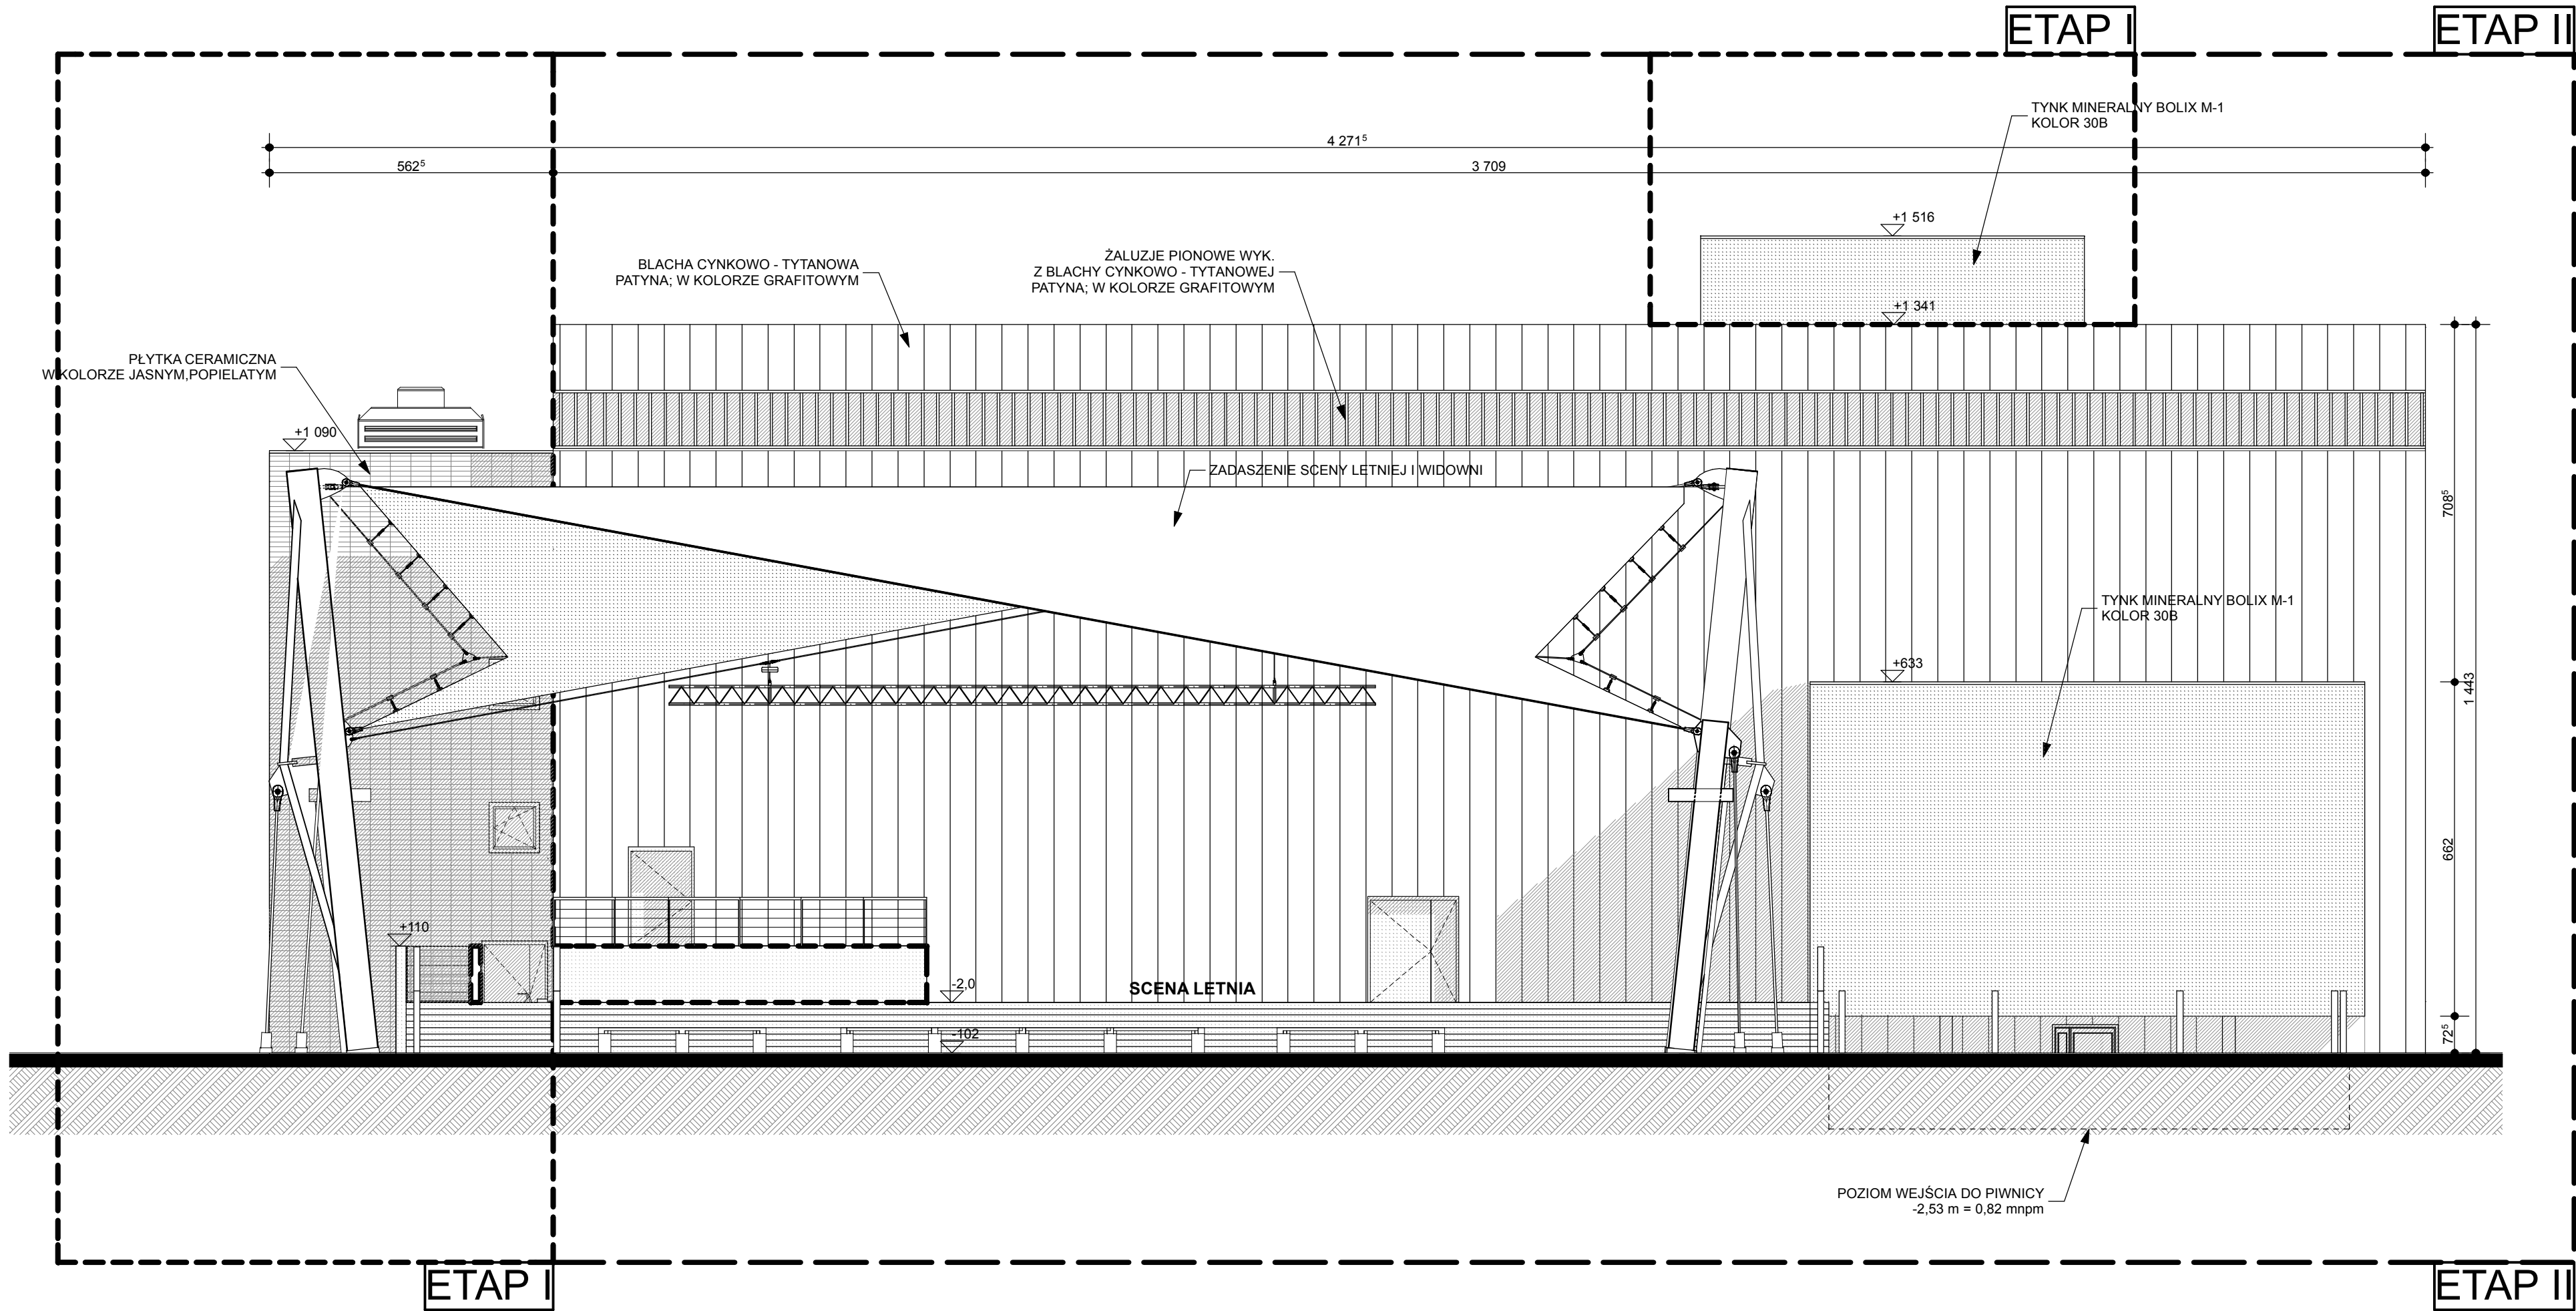 ETAP I
ETAP II
TYNK MINERALNY BOLIX M-1
KOLOR 30B
4 271⁵
562⁵
3 709
+1 516
BLACHA CYNKOWO - TYTANOWA
PATYNA; W KOLORZE GRAFITOWYM
ŻALUZJE PIONOWE WYK.
Z BLACHY CYNKOWO - TYTANOWEJ
PATYNA; W KOLORZE GRAFITOWYM
+1 341
PŁYTKA CERAMICZNA
W KOLORZE JASNYM,POPIELATYM
+1 090
ZADASZENIE SCENY LETNIEJ I WIDOWNI
708⁵
TYNK MINERALNY BOLIX M-1
KOLOR 30B
+633
1 443
662
+110
-2,0
SCENA LETNIA
-102
72⁵
POZIOM WEJŚCIA DO PIWNICY
-2,53 m = 0,82 mnpm
ETAP I
ETAP II